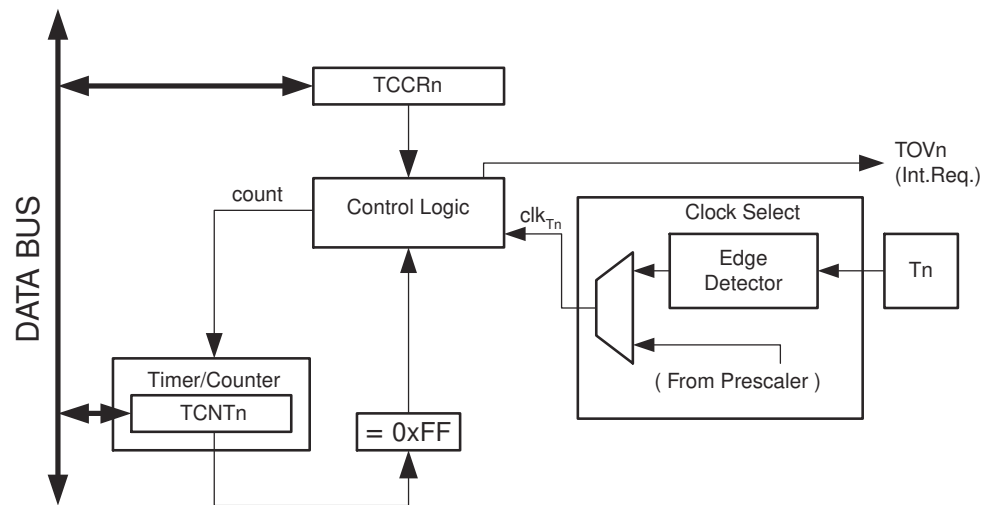 TCCRn
TOVn
(Int.Req.)
count
Control Logic
clkTn
Clock Select
Edge
Detector
Tn
DATA BUS
Timer/Counter
TCNTn
= 0xFF
( From Prescaler )